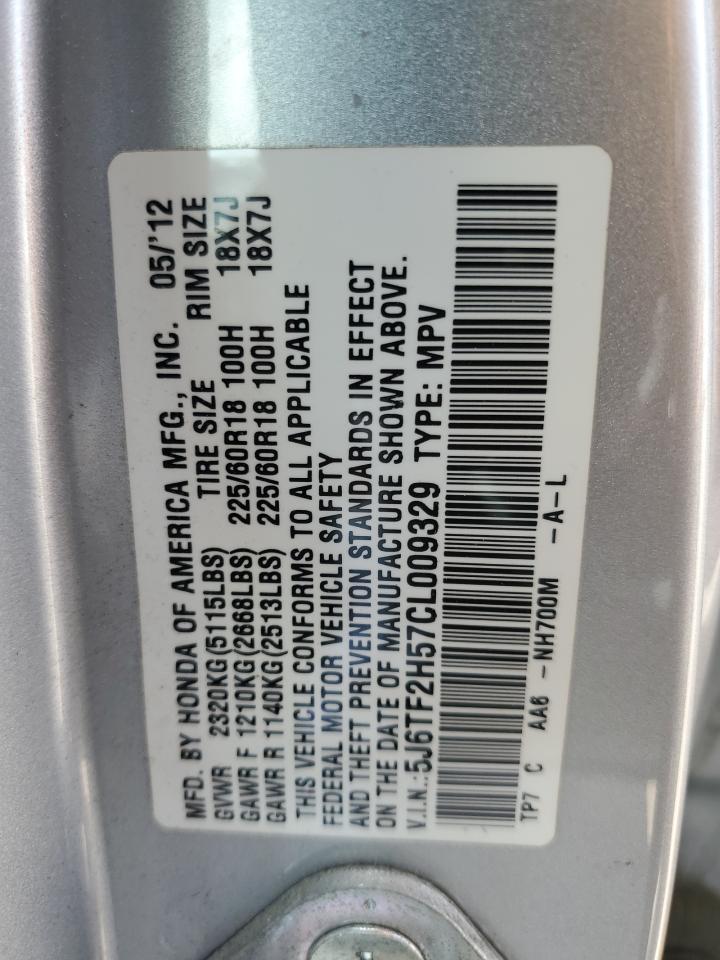 MFD. BY HONDA OF AMERICA MFG., INC. 05/'12
GVWR 2320KG(5115LBS) TIRE SIZE RIM SIZE
GAWR F 1210KG(2668LBS) 225/60R18 100H 18X7J
GAWR R 1140KG(2513LBS) 225/60R18 100H 18X7J
THIS VEHICLE CONFORMS TO ALL APPLICABLE
FEDERAL MOTOR VEHICLE SAFETY
AND THEFT PREVENTION STANDARDS IN EFFECT
ON THE DATE OF MANUFACTURE SHOWN ABOVE.
V.I.N.:5J6TF2H57CL009329 TYPE: MPV
TP7 C AA6 -NH700M -A-L